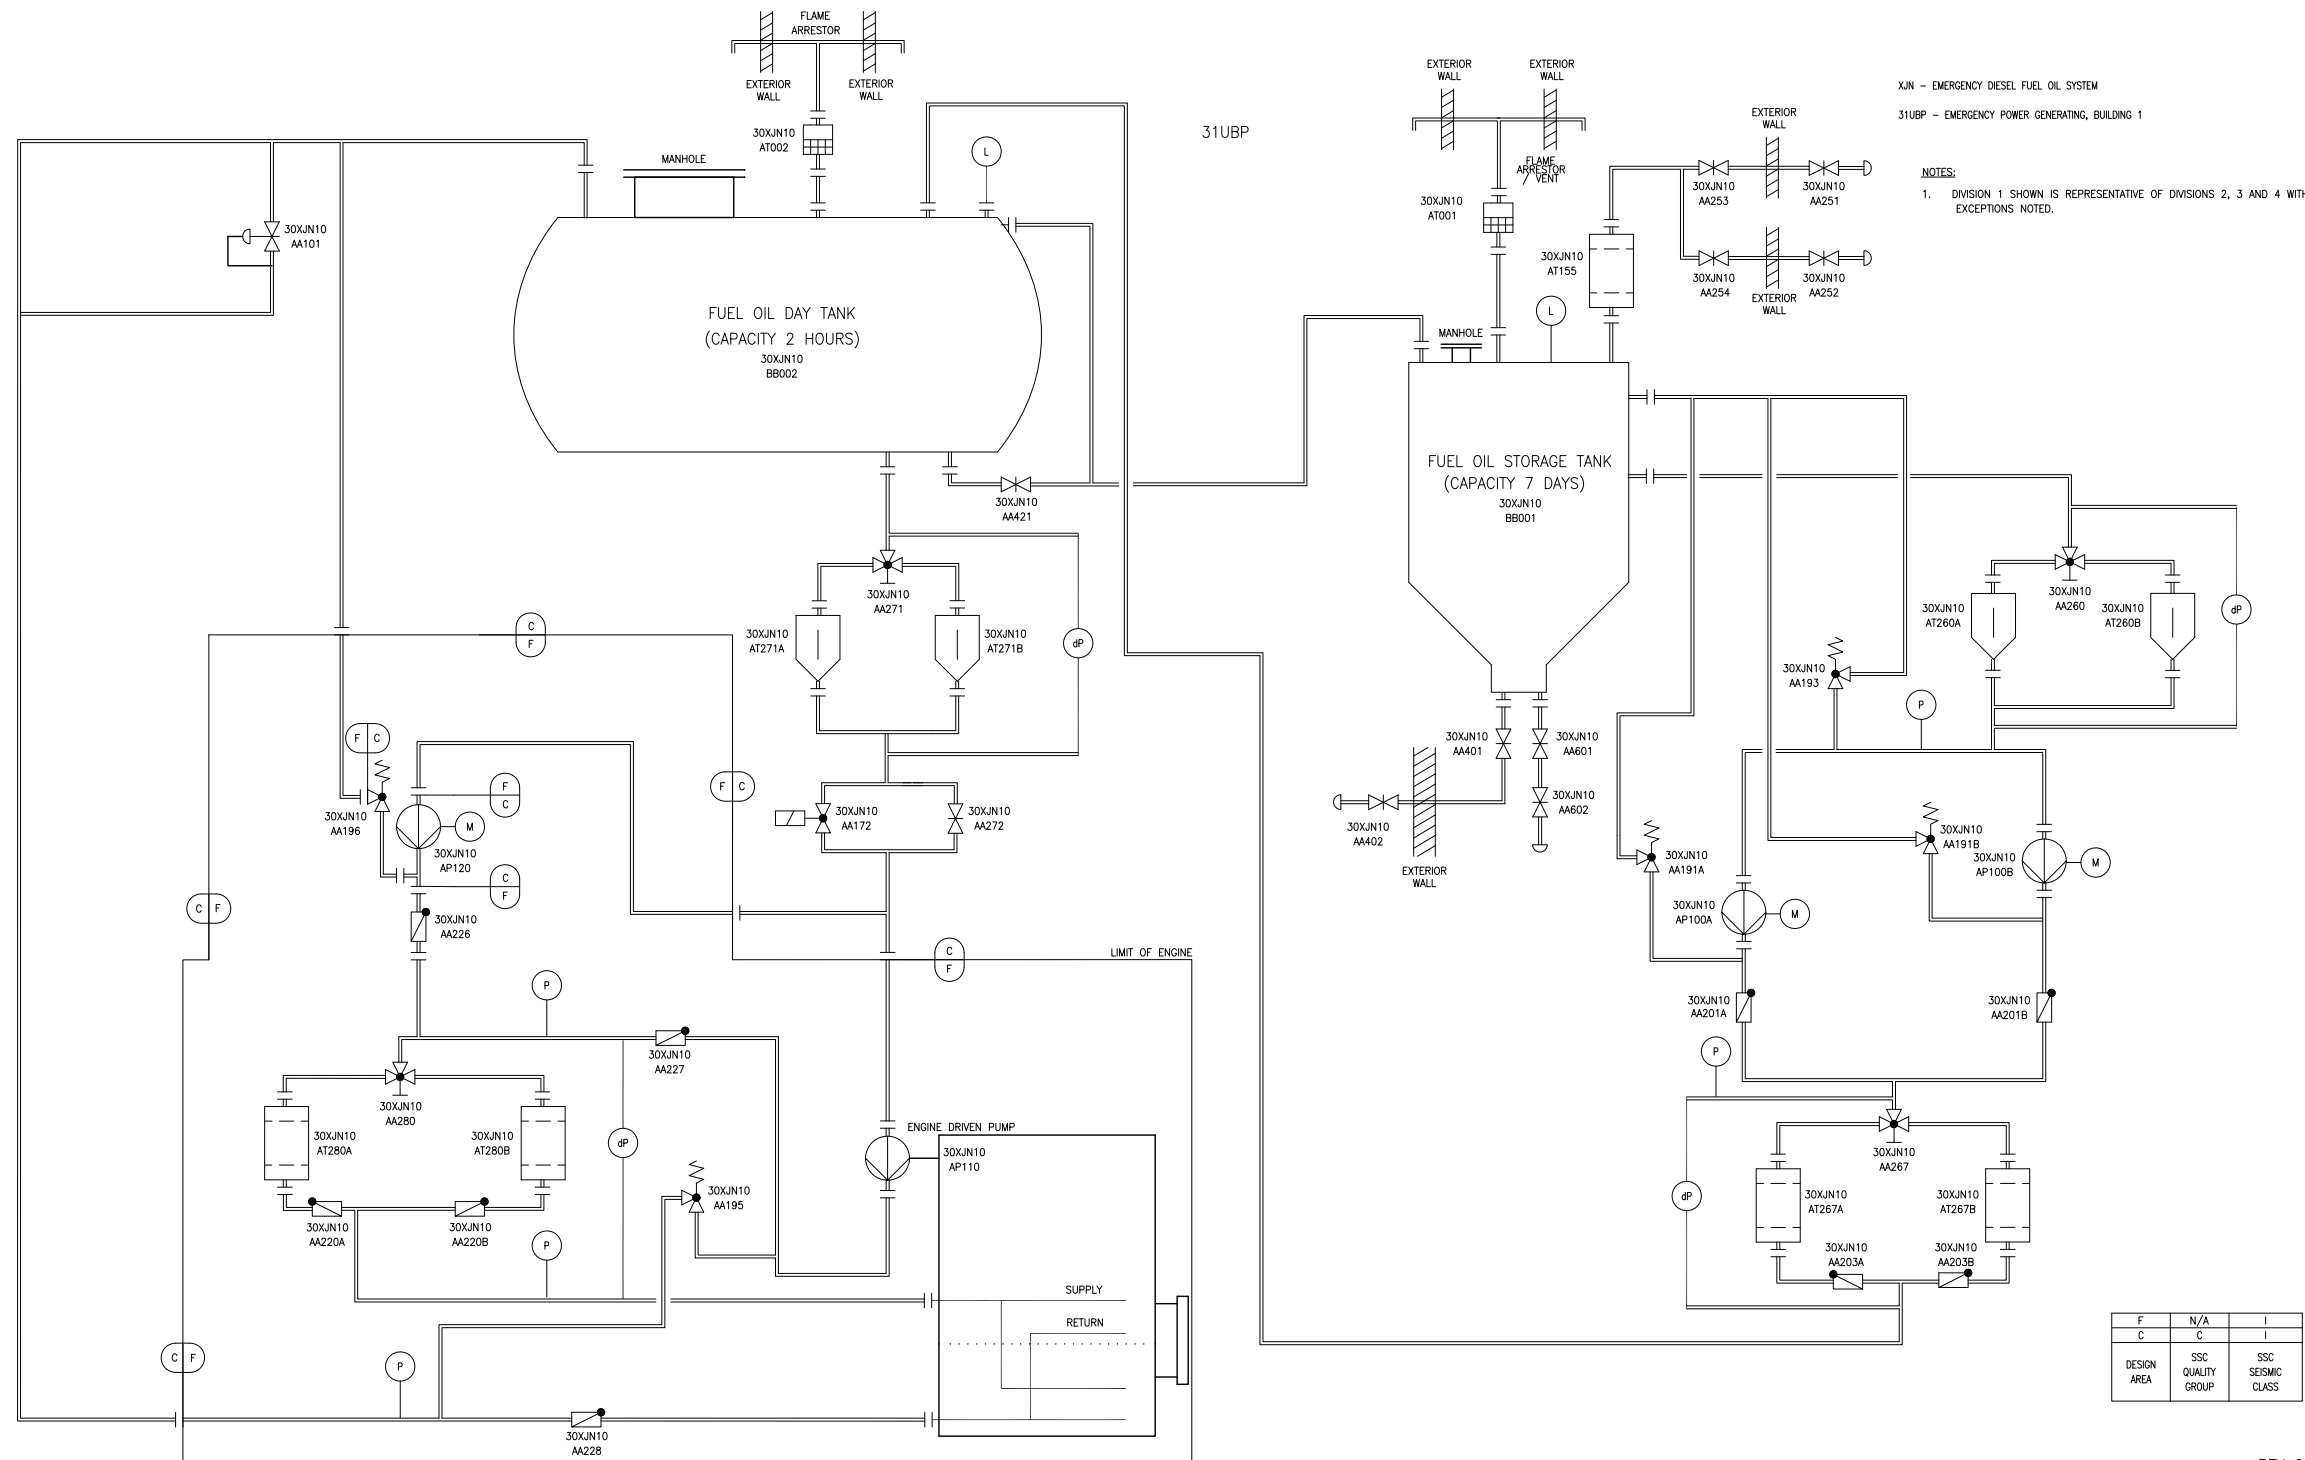 FLAME
ARRESTOR
EXTERIOR
WALL
EXTERIOR
WALL
30XJN10
AT002
MANHOLE
L
30XJN10
AA101
FUEL OIL DAY TANK
(CAPACITY 2 HOURS)
30XJN10
BB002
30XJN10
AA421
31UBP
EXTERIOR
WALL
EXTERIOR
WALL
FLAME
ARRESTOR
/ VENT
30XJN10
AT001
30XJN10
AT155
L
MANHOLE
EXTERIOR
WALL
30XJN10
AA253
30XJN10
AA251
30XJN10
AA254
30XJN10
AA252
EXTERIOR
WALL
XJN – EMERGENCY DIESEL FUEL OIL SYSTEM
31UBP – EMERGENCY POWER GENERATING, BUILDING 1
NOTES:
1. DIVISION 1 SHOWN IS REPRESENTATIVE OF DIVISIONS 2, 3 AND 4 WITH
EXCEPTIONS NOTED.
FUEL OIL STORAGE TANK
(CAPACITY 7 DAYS)
30XJN10
BB001
30XJN10
AA271
30XJN10
AT271A
30XJN10
AT271B
dP
C
F
F C
30XJN10
AA196
F
C
M
30XJN10
AP120
C
F
30XJN10
AA226
F C
C F
30XJN10
AA172
30XJN10
AA272
C
F
LIMIT OF ENGINE
P
30XJN10
AA227
30XJN10
AA280
30XJN10
AT280A
30XJN10
AT280B
dP
30XJN10
AA220A
30XJN10
AA220B
P
30XJN10
AA195
ENGINE DRIVEN PUMP
30XJN10
AP110
SUPPLY
RETURN
C F
P
30XJN10
AA228
30XJN10
AA401
30XJN10
AA601
30XJN10
AA602
30XJN10
AA402
EXTERIOR
WALL
30XJN10
AA260
30XJN10
AT260A
30XJN10
AT260B
dP
30XJN10
AA193
P
30XJN10
AA191A
30XJN10
AA191B
30XJN10
AP100B
M
30XJN10
AP100A
M
30XJN10
AA201A
30XJN10
AA201B
P
30XJN10
AA267
dP
30XJN10
AT267A
30XJN10
AT267B
30XJN10
AA203A
30XJN10
AA203B
F N/A I
C C I
DESIGN
AREA
SSC
QUALITY
GROUP
SSC
SEISMIC
CLASS